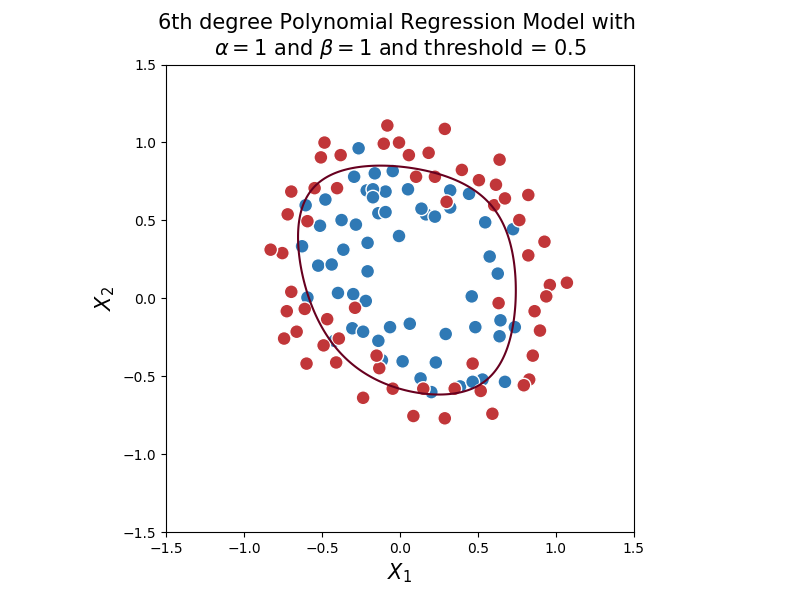 6th degree Polynomial Regression Model with
α = 1 and β = 1 and threshold = 0.5
1.5
1.0
0.5
0.0
−0.5
−1.0
−1.5
X₂
−1.5 −1.0 −0.5 0.0 0.5 1.0 1.5
X₁